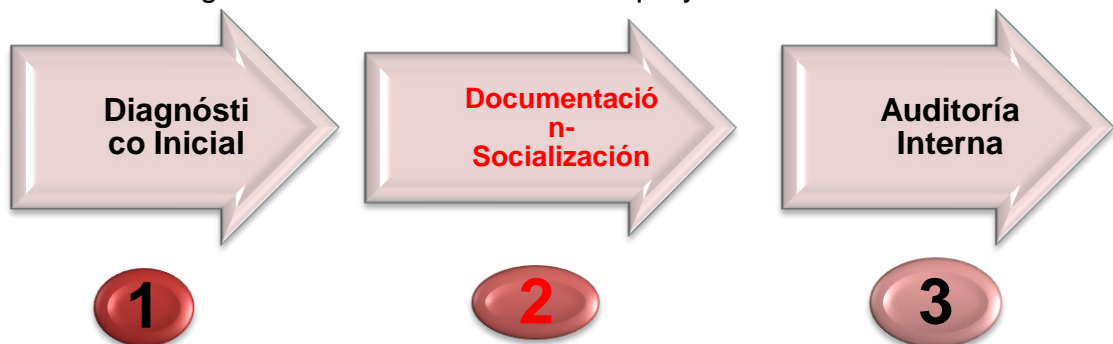 Diagnósti
co Inicial
Documentació
n-
Socialización
Auditoría
Interna
1
2
3